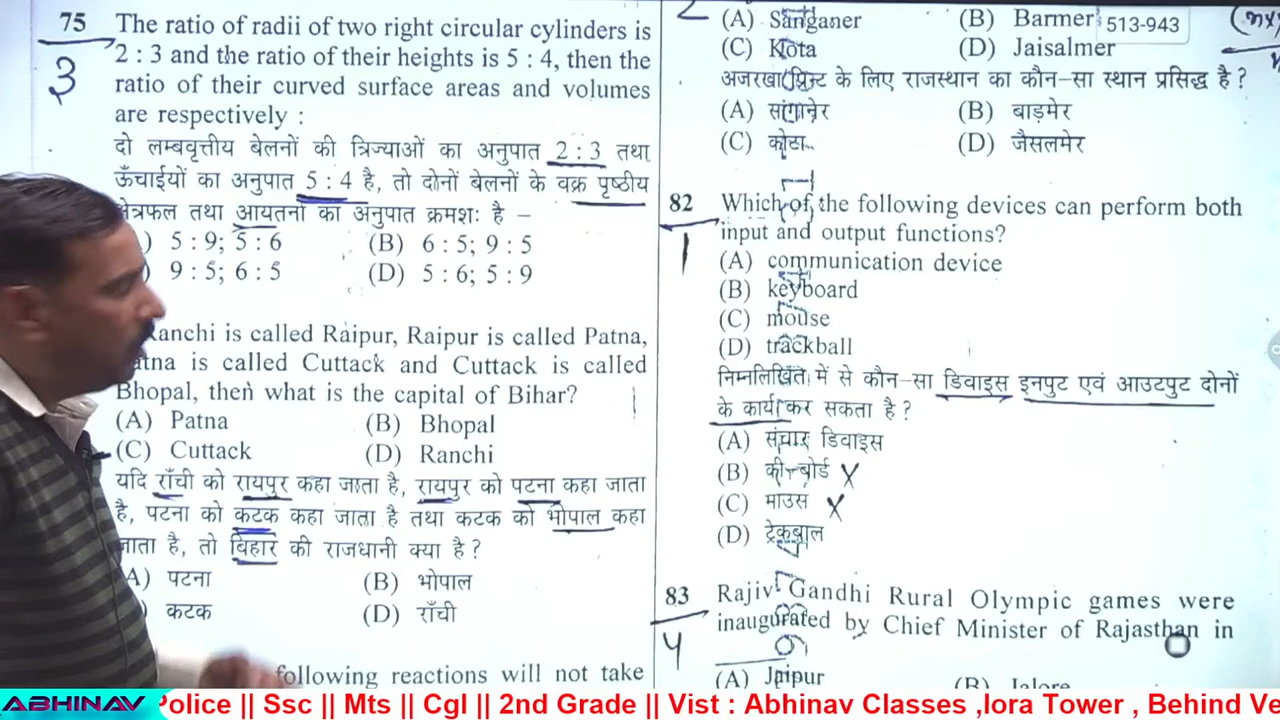 75 The ratio of radii of two right circular cylinders is
2 : 3 and the ratio of their heights is 5 : 4, then the
ratio of their curved surface areas and volumes
are respectively :
दो लम्बवृत्तीय बेलनों की त्रिज्याओं का अनुपात 2 : 3 तथा
ऊँचाईयों का अनुपात 5 : 4 है, तो दोनों बेलनों के वक्र पृष्ठीय
क्षेत्रफल तथा आयतनों का अनुपात क्रमशः है –
) 5 : 9; 5 : 6 (B) 6 : 5; 9 : 5
) 9 : 5; 6 : 5 (D) 5 : 6; 5 : 9
3
Ranchi is called Raipur, Raipur is called Patna,
Patna is called Cuttack and Cuttack is called
Bhopal, then what is the capital of Bihar?
(A) Patna (B) Bhopal
(C) Cuttack (D) Ranchi
यदि राँची को रायपुर कहा जाता है, रायपुर को पटना कहा जाता
है, पटना को कटक कहा जाता है तथा कटक को भोपाल कहा
जाता है, तो बिहार की राजधानी क्या है ?
A) पटना (B) भोपाल
) कटक (D) राँची
following reactions will not take
(A) Sanganer (B) Barmer
(C) Kota (D) Jaisalmer
513-943
अजरखा प्रिन्ट के लिए राजस्थान का कौन–सा स्थान प्रसिद्ध है ?
(A) सांगानेर (B) बाड़मेर
(C) कोटा (D) जैसलमेर
82 Which of the following devices can perform both
input and output functions?
1
(A) communication device
(B) keyboard
(C) mouse
(D) trackball
निम्नलिखित में से कौन–सा डिवाइस इनपुट एवं आउटपुट दोनों
के कार्य कर सकता है ?
(A) संचार डिवाइस
(B) की–बोर्ड
(C) माउस
(D) ट्रेकबाल
83 Rajiv Gandhi Rural Olympic games were
inaugurated by Chief Minister of Rajasthan in
4
(A) Jaipur (B) Jalore
ABHINAV
Police || Ssc || Mts || Cgl || 2nd Grade || Vist : Abhinav Classes ,Iora Tower , Behind Ve